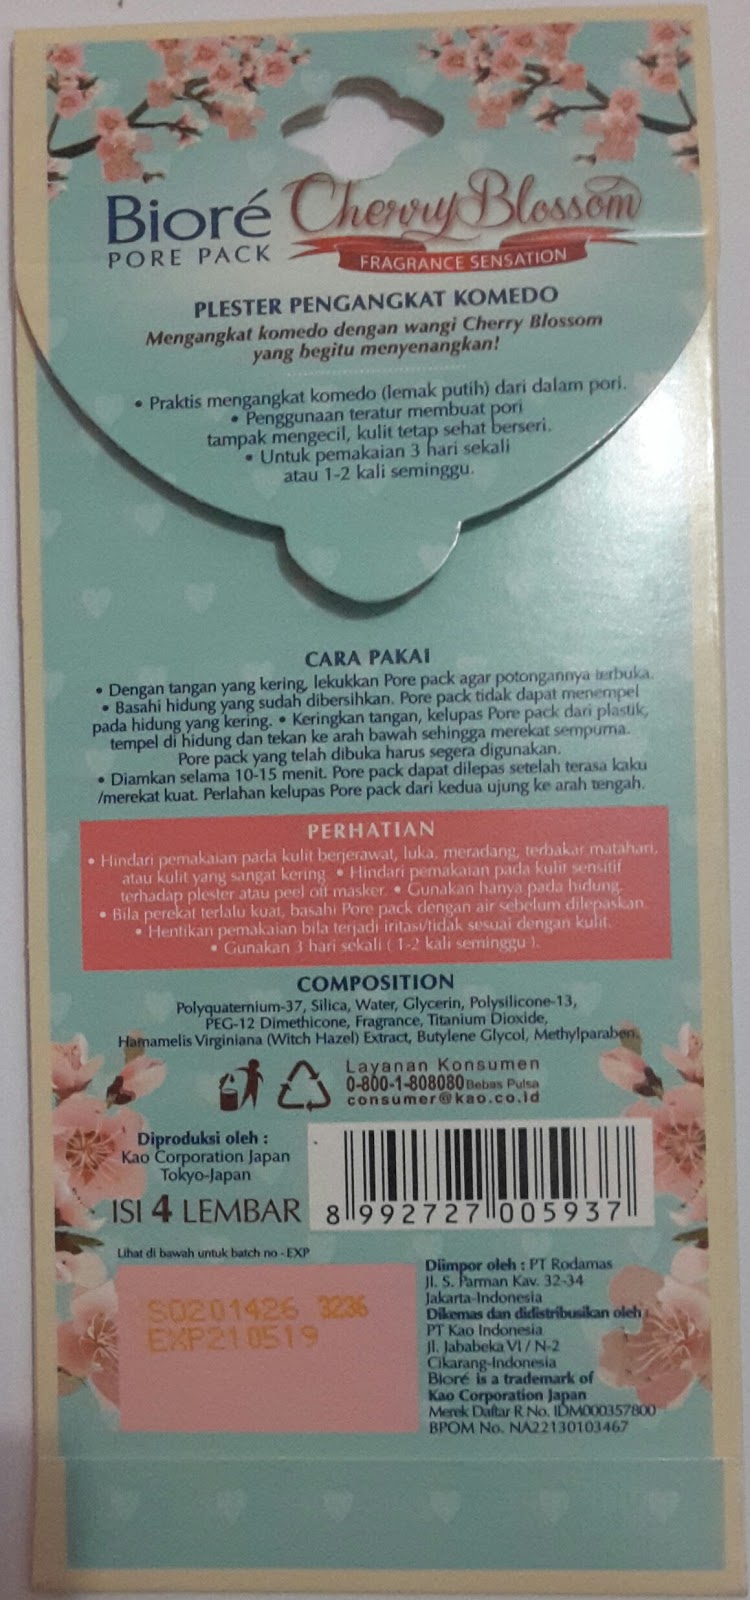 Bioré
PORE PACK
Cherry Blossom
FRAGRANCE SENSATION
PLESTER PENGANGKAT KOMEDO
Mengangkat komedo dengan wangi Cherry Blossom
yang begitu menyenangkan!
• Praktis mengangkat komedo (lemak putih) dari dalam pori.
• Penggunaan teratur membuat pori
tampak mengecil, kulit tetap sehat berseri.
• Untuk pemakaian 3 hari sekali
atau 1-2 kali seminggu.
CARA PAKAI
• Dengan tangan yang kering, lekukkan Pore pack agar potongannya terbuka.
• Basahi hidung yang sudah dibersihkan. Pore pack tidak dapat menempel
pada hidung yang kering. • Keringkan tangan, kelupas Pore pack dari plastik,
tempel di hidung dan tekan ke arah bawah sehingga merekat sempurna.
Pore pack yang telah dibuka harus segera digunakan.
• Diamkan selama 10-15 menit. Pore pack dapat dilepas setelah terasa kaku
/merekat kuat. Perlahan kelupas Pore pack dari kedua ujung ke arah tengah.
PERHATIAN
• Hindari pemakaian pada kulit berjerawat, luka, meradang, terbakar matahari,
atau kulit yang sangat kering. • Hindari pemakaian pada kulit sensitif
terhadap plester atau peel off masker. • Gunakan hanya pada hidung.
• Bila perekat terlalu kuat, basahi Pore pack dengan air sebelum dilepaskan.
• Hentikan pemakaian bila terjadi iritasi/tidak sesuai dengan kulit.
• Gunakan 3 hari sekali ( 1-2 kali seminggu ).
COMPOSITION
Polyquaternium-37, Silica, Water, Glycerin, Polysilicone-13,
PEG-12 Dimethicone, Fragrance, Titanium Dioxide,
Hamamelis Virginiana (Witch Hazel) Extract, Butylene Glycol, Methylparaben.
Layanan Konsumen
0-800-1-808080 Bebas Pulsa
consumer@kao.co.id
Diproduksi oleh :
Kao Corporation Japan
Tokyo-Japan
ISI 4 LEMBAR
8 992727 005937
Lihat di bawah untuk batch no - EXP
S0201426 3236
EXP210519
Diimpor oleh : PT Rodamas
Jl. S. Parman Kav. 32-34
Jakarta-Indonesia
Dikemas dan didistribusikan oleh :
PT Kao Indonesia
Jl. Jababeka VI / N-2
Cikarang-Indonesia
Bioré is a trademark of
Kao Corporation Japan
Merek Daftar R No. IDM000357800
BPOM No. NA22130103467